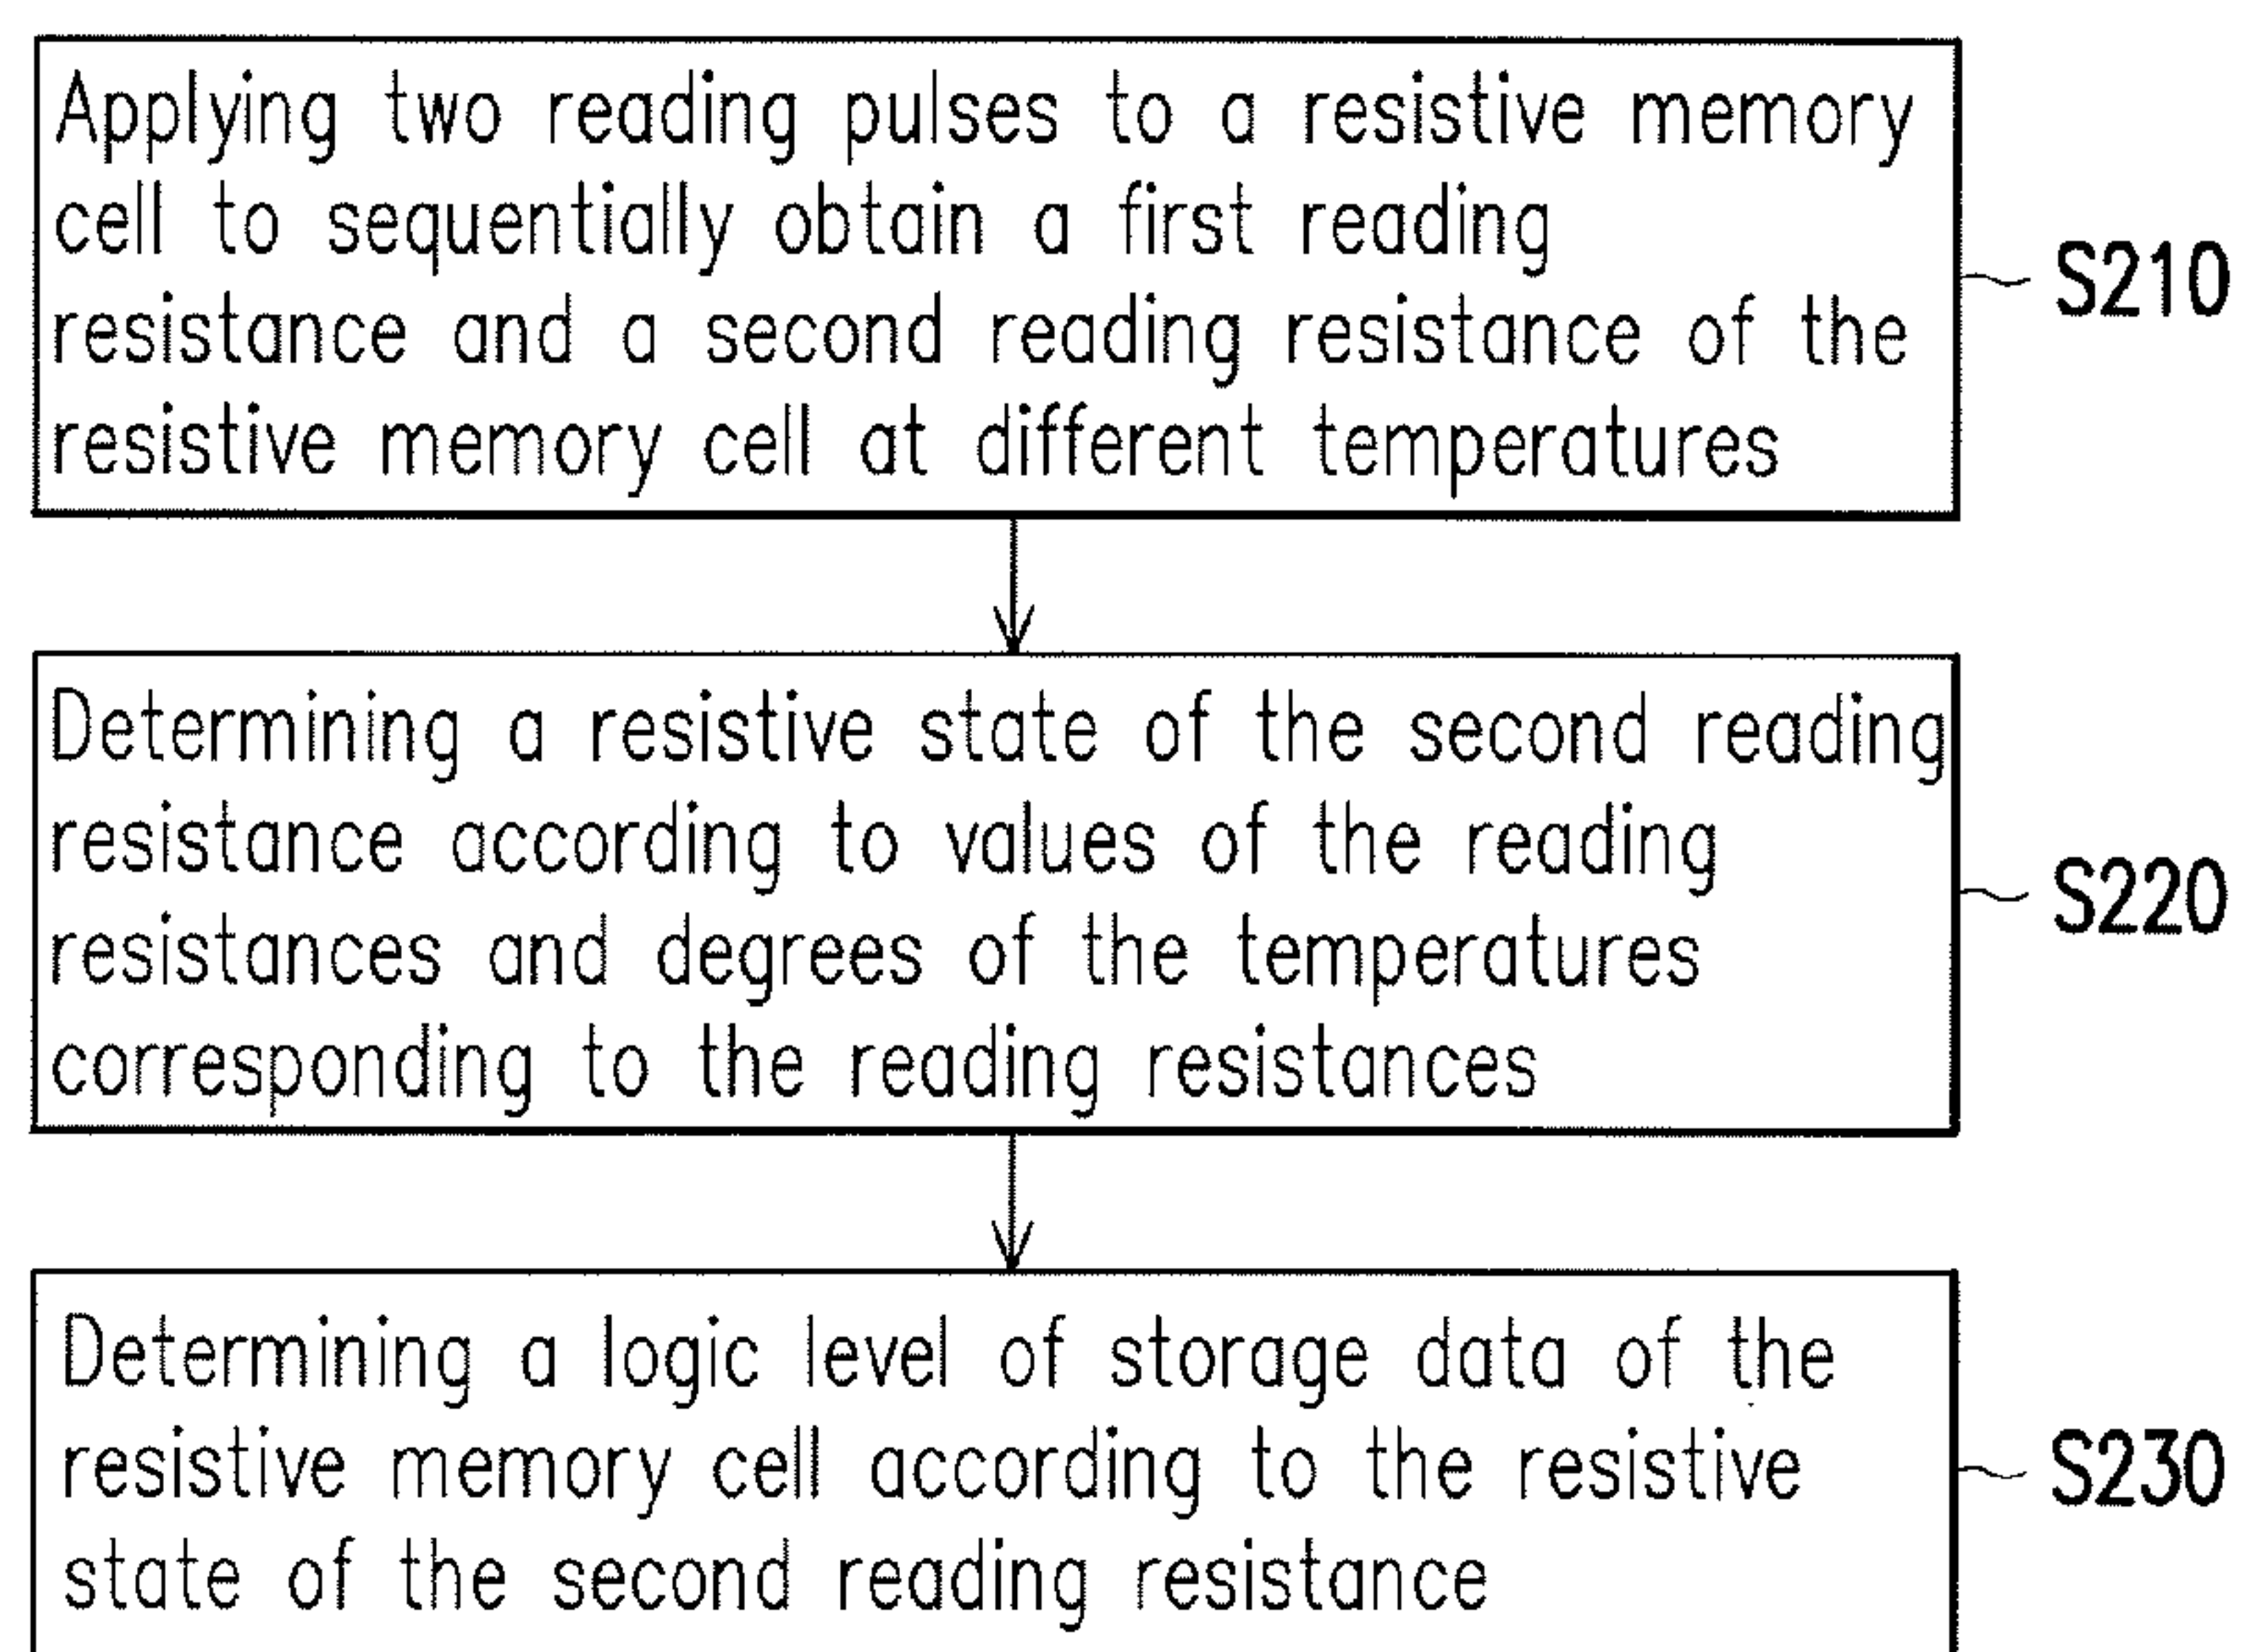 Applying two reading pulses to a resistive memory
cell to sequentially obtain a first reading
resistance and a second reading resistance of the
resistive memory cell at different temperatures
S210
Determining a resistive state of the second reading
resistance according to values of the reading
resistances and degrees of the temperatures
corresponding to the reading resistances
S220
Determining a logic level of storage data of the
resistive memory cell according to the resistive
state of the second reading resistance
S230